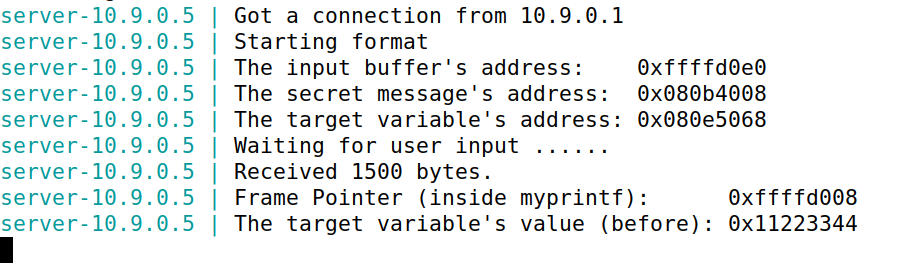 server-10.9.0.5 | Got a connection from 10.9.0.1
server-10.9.0.5 | Starting format
server-10.9.0.5 | The input buffer's address:    0xffffd0e0
server-10.9.0.5 | The secret message's address:  0x080b4008
server-10.9.0.5 | The target variable's address: 0x080e5068
server-10.9.0.5 | Waiting for user input ......
server-10.9.0.5 | Received 1500 bytes.
server-10.9.0.5 | Frame Pointer (inside myprintf):      0xffffd008
server-10.9.0.5 | The target variable's value (before): 0x11223344